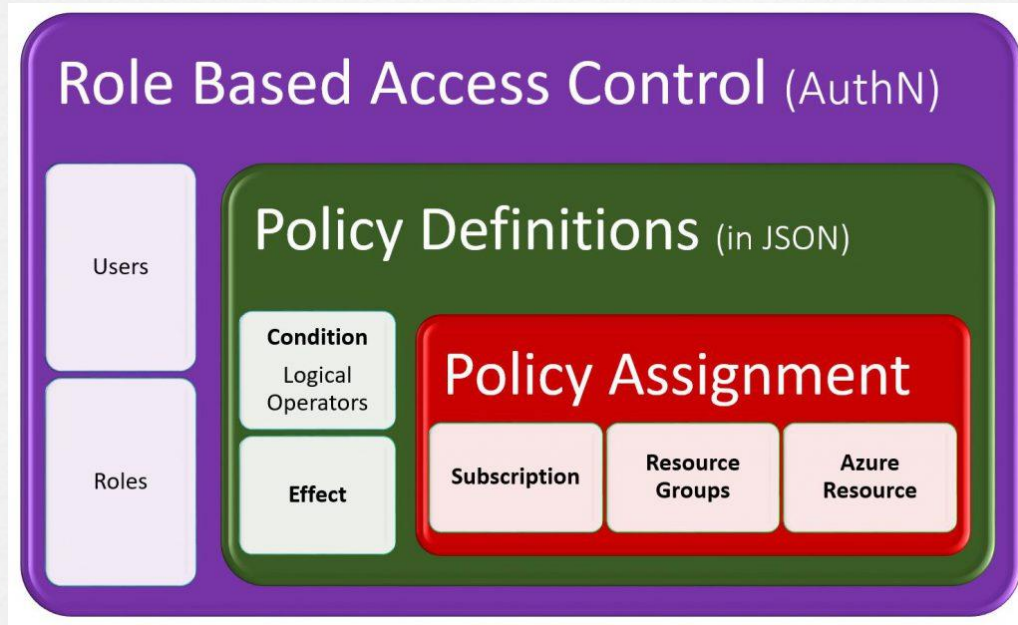 Role Based Access Control (AuthN)
Users
Roles
Policy Definitions (in JSON)
Condition
Logical
Operators
Effect
Policy Assignment
Subscription
Resource
Groups
Azure
Resource